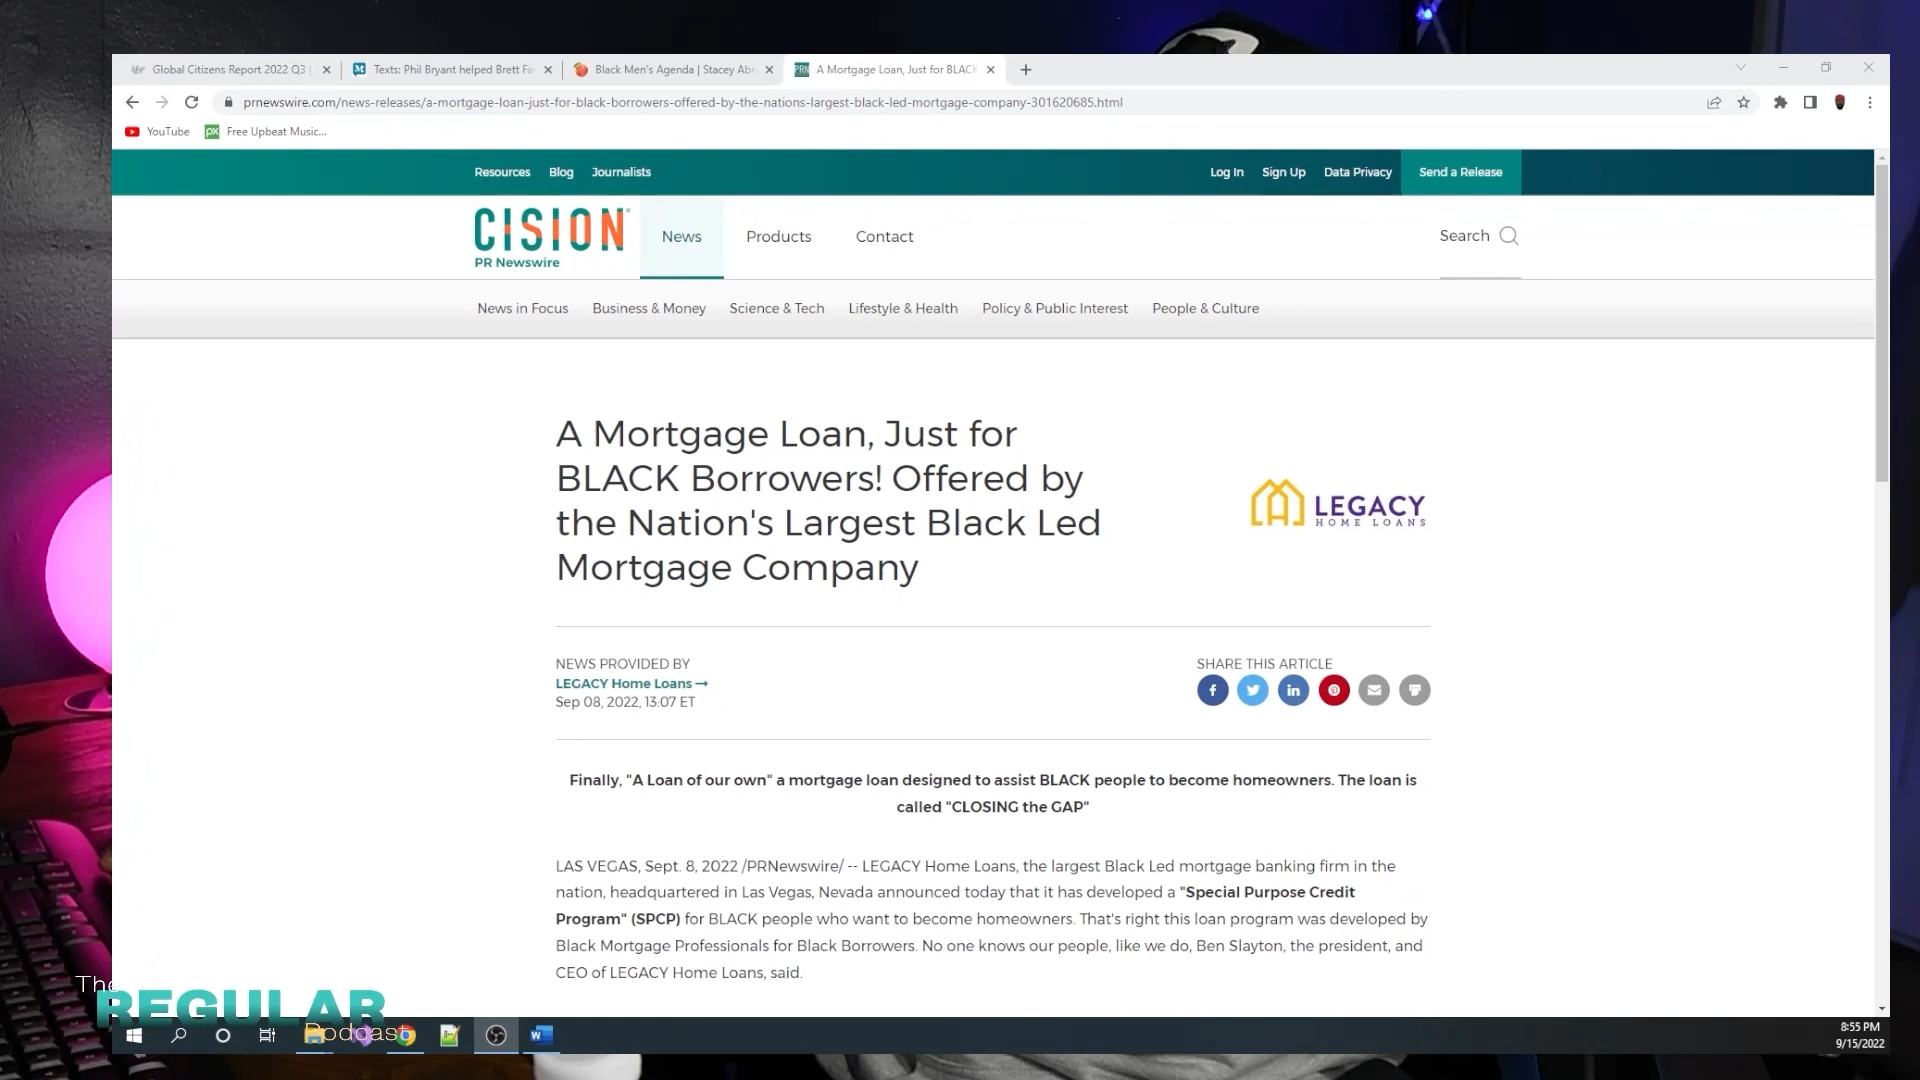 Global Citizens Report 2022 Q3 |
Texts: Phil Bryant helped Brett Fa
Black Men's Agenda | Stacey Abr
PRN A Mortgage Loan, Just for BLACK
prnewswire.com/news-releases/a-mortgage-loan-just-for-black-borrowers-offered-by-the-nations-largest-black-led-mortgage-company-301620685.html
YouTube
px Free Upbeat Music...
Resources Blog Journalists
Log In Sign Up Data Privacy Send a Release
CISION
PR Newswire
News Products Contact
Search
News in Focus Business & Money Science & Tech Lifestyle & Health Policy & Public Interest People & Culture
A Mortgage Loan, Just for
BLACK Borrowers! Offered by
the Nation's Largest Black Led
Mortgage Company
LEGACY
HOME LOANS
NEWS PROVIDED BY
LEGACY Home Loans →
Sep 08, 2022, 13:07 ET
SHARE THIS ARTICLE
Finally, "A Loan of our own" a mortgage loan designed to assist BLACK people to become homeowners. The loan is
called "CLOSING the GAP"
LAS VEGAS, Sept. 8, 2022 /PRNewswire/ -- LEGACY Home Loans, the largest Black Led mortgage banking firm in the
nation, headquartered in Las Vegas, Nevada announced today that it has developed a "Special Purpose Credit
Program" (SPCP) for BLACK people who want to become homeowners. That's right this loan program was developed by
Black Mortgage Professionals for Black Borrowers. No one knows our people, like we do, Ben Slayton, the president, and
CEO of LEGACY Home Loans, said.
The
REGULAR
Podcast
8:55 PM
9/15/2022